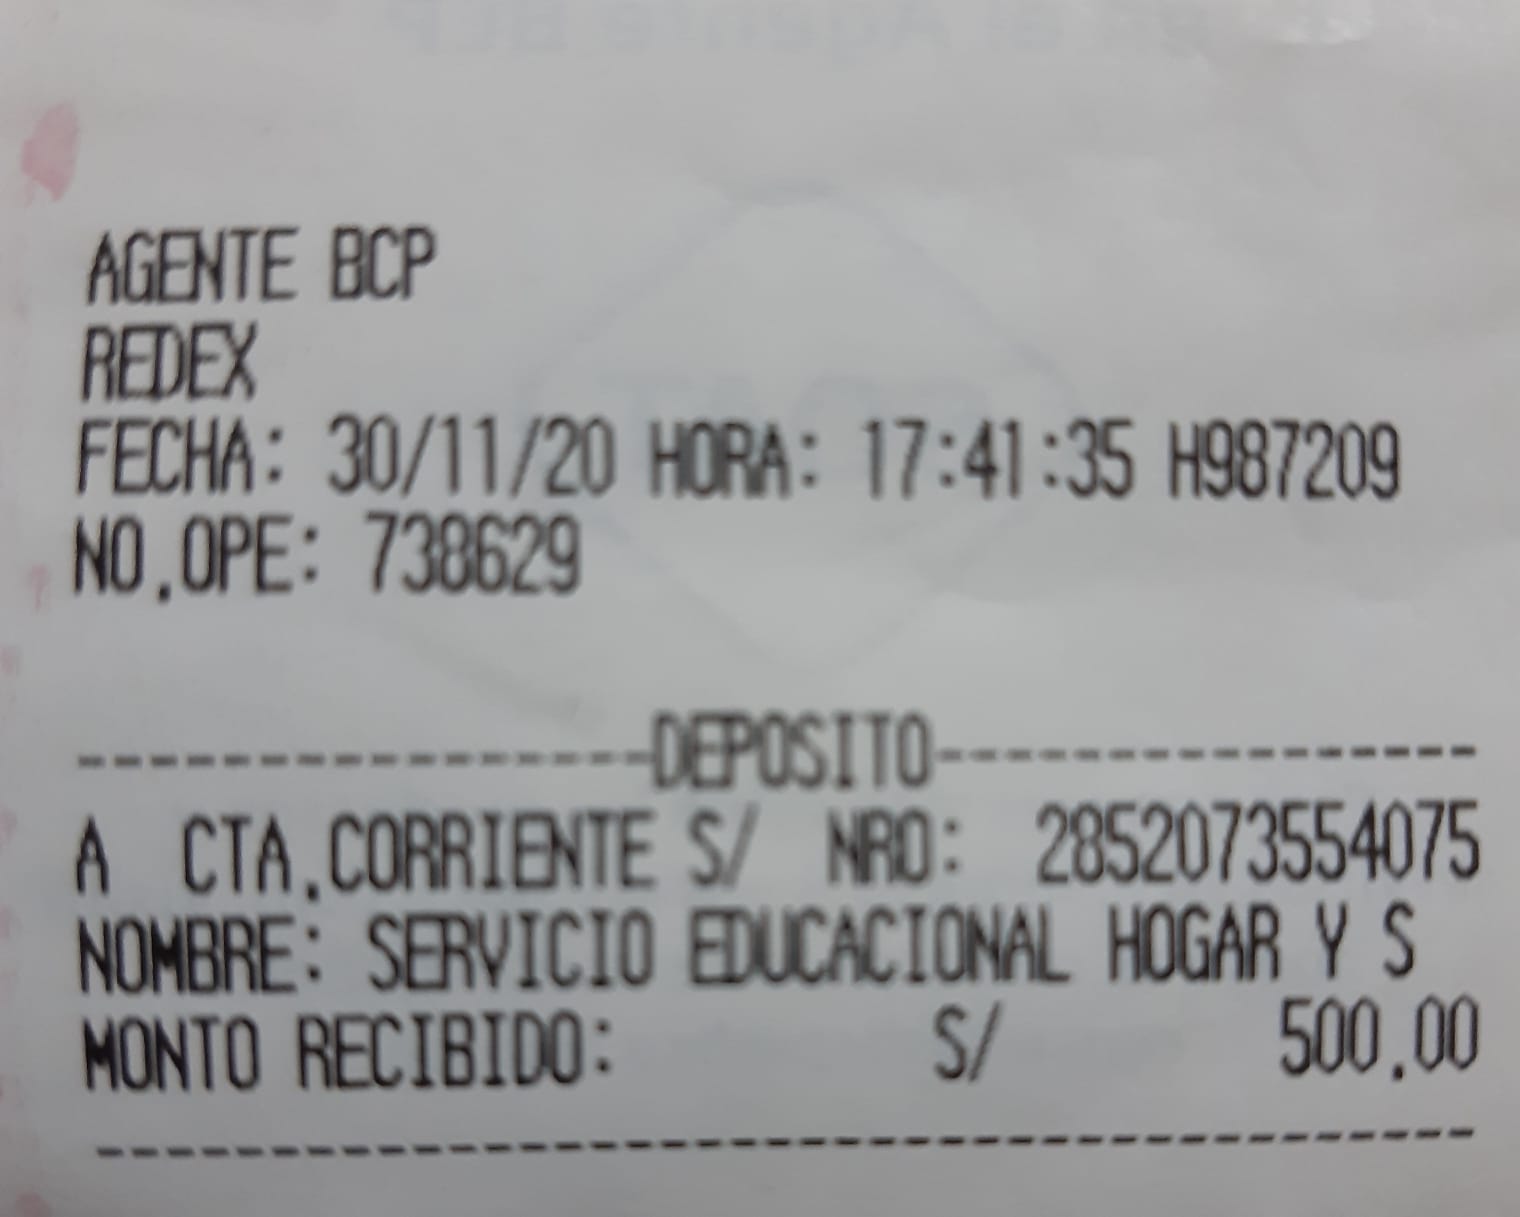 AGENTE BCP
REDEX
FECHA: 30/11/20 HORA: 17:41:35 H987209
NO.OPE: 738629
----------------DEPOSITO---------------
A CTA.CORRIENTE S/ NRO: 2852073554075
NOMBRE: SERVICIO EDUCACIONAL HOGAR Y S
MONTO RECIBIDO: S/ 500.00
---------------------------------------